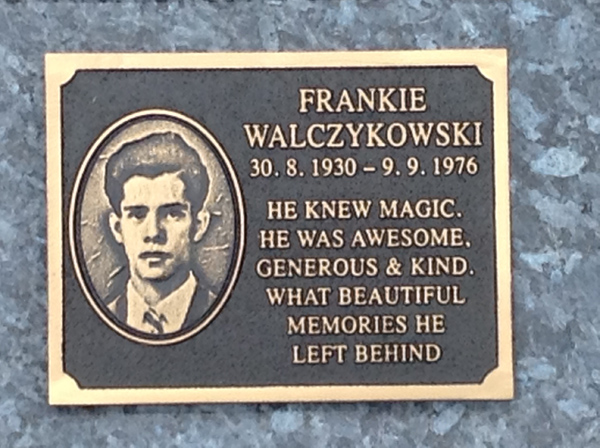 FRANKIE
WALCZYKOWSKI
30. 8. 1930 – 9. 9. 1976
HE KNEW MAGIC.
HE WAS AWESOME,
GENEROUS & KIND.
WHAT BEAUTIFUL
MEMORIES HE
LEFT BEHIND